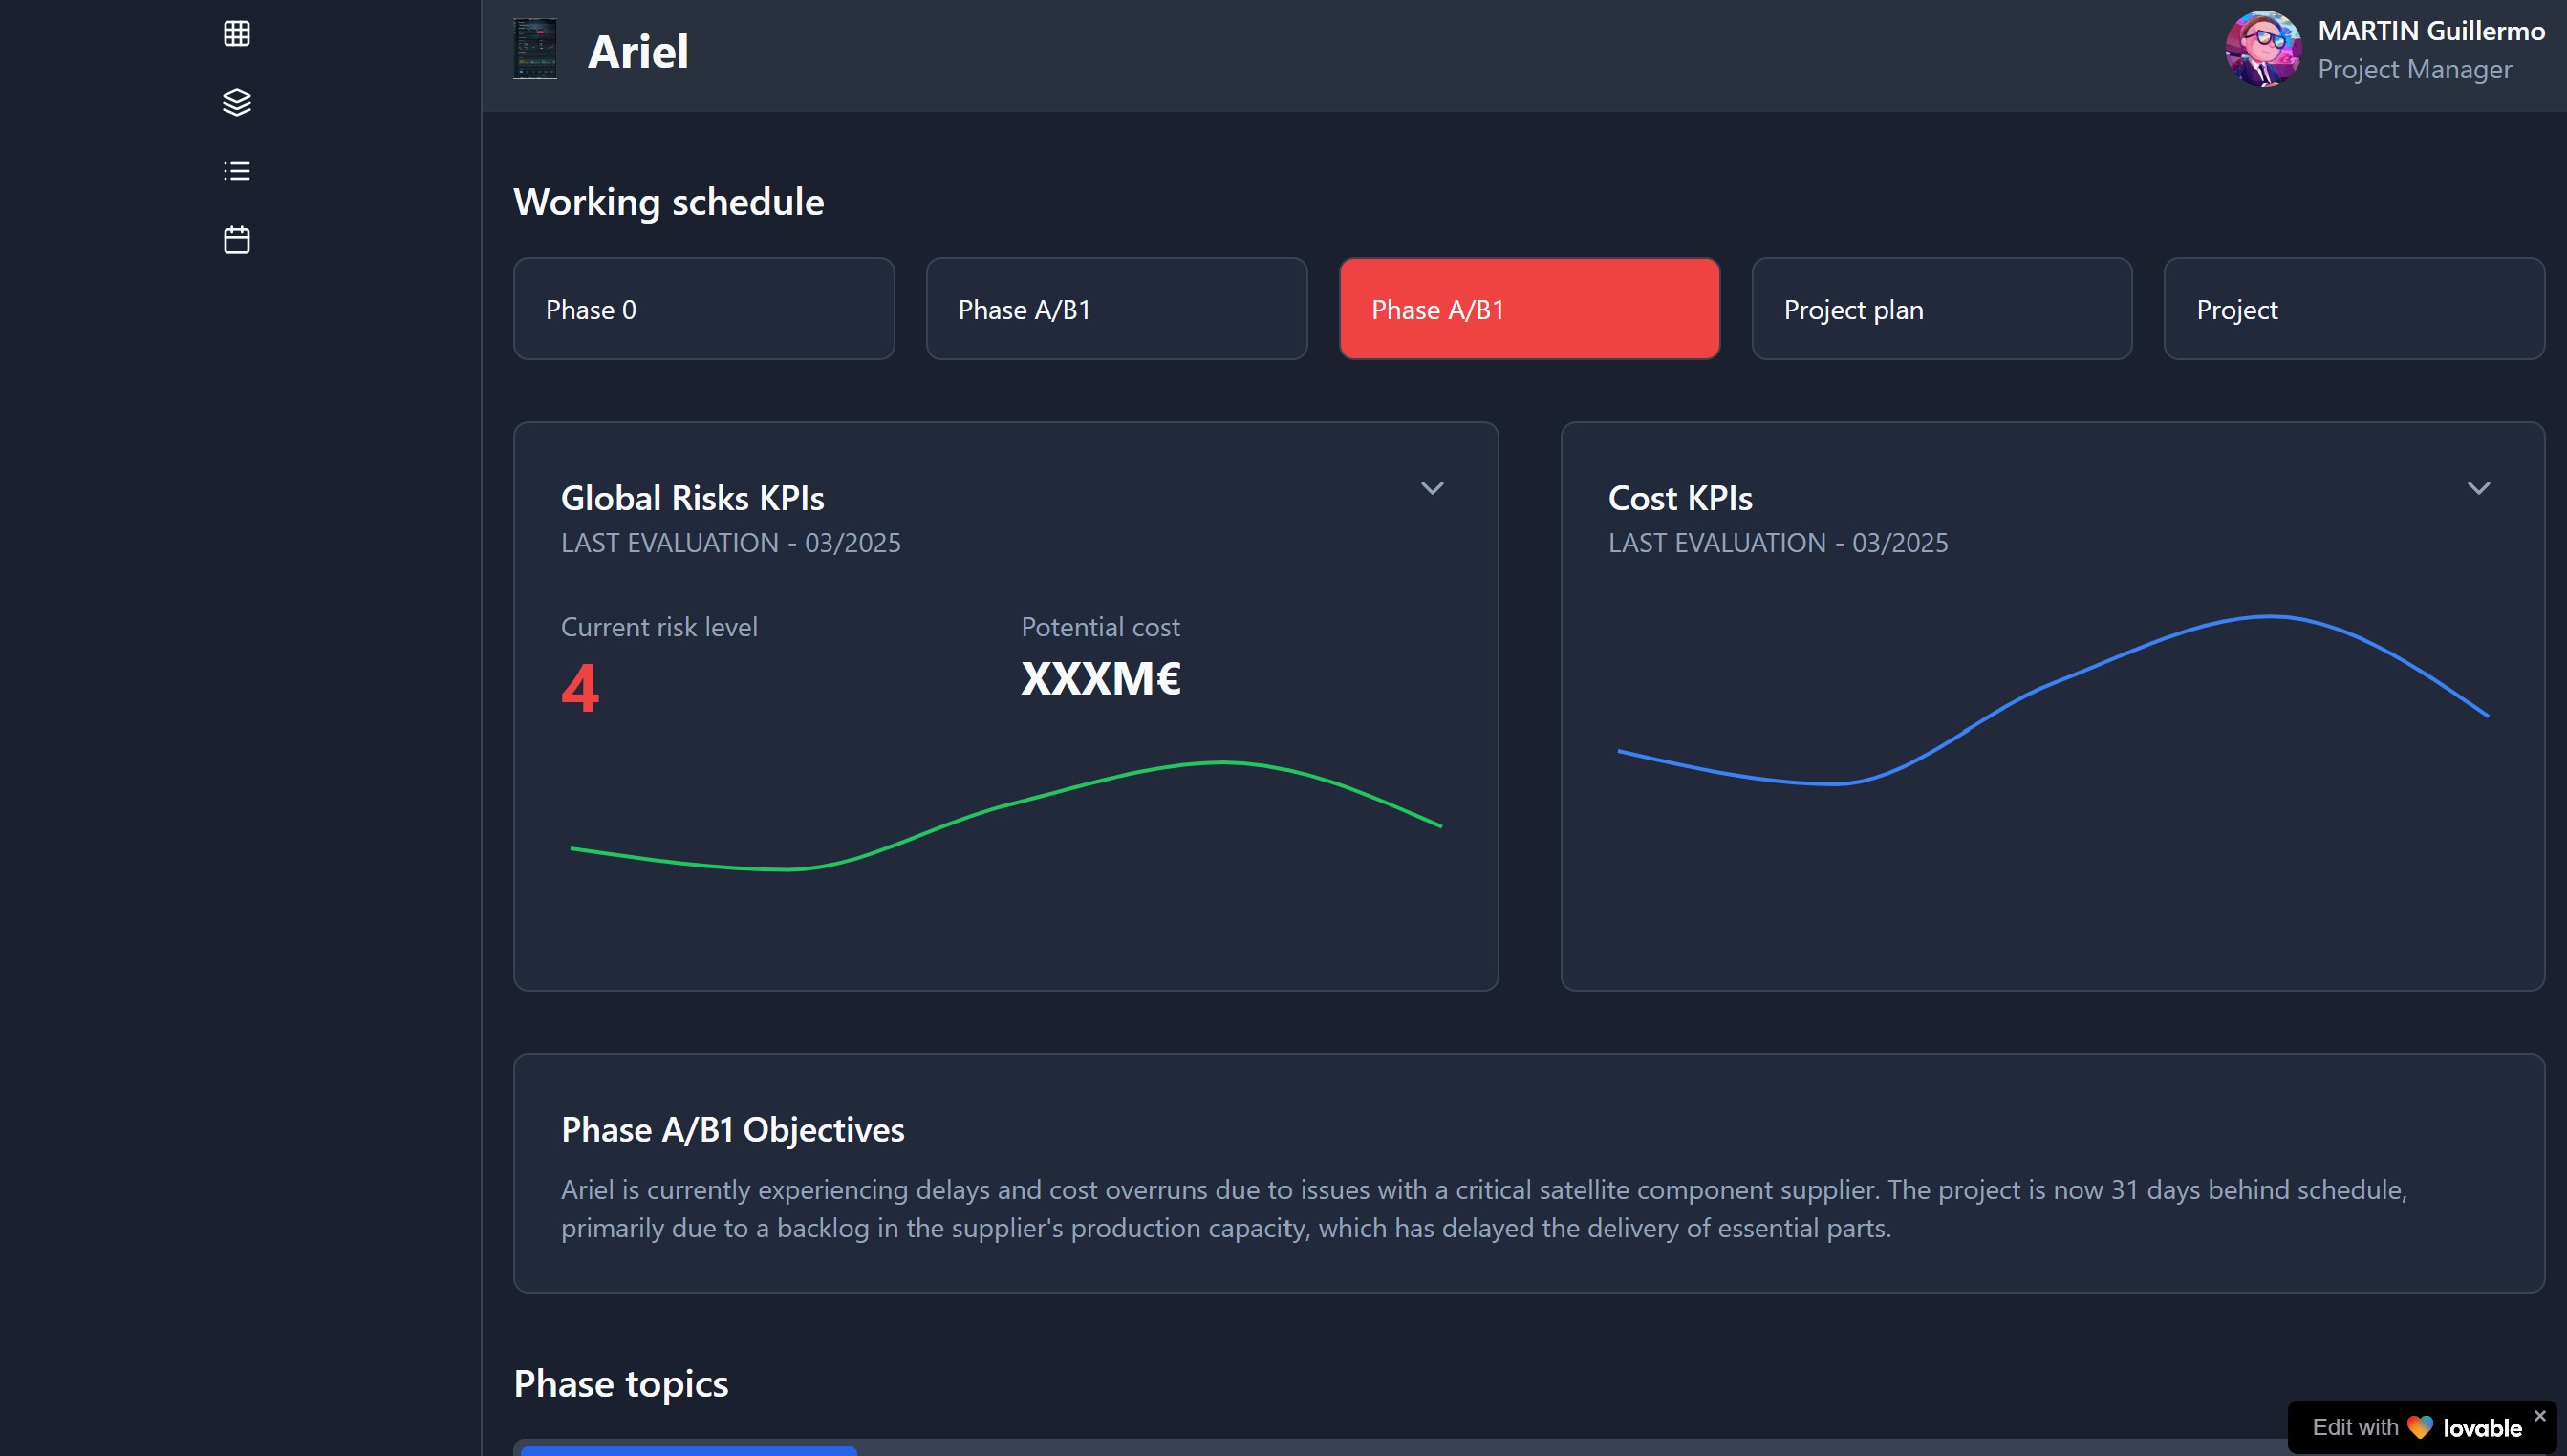 Ariel
MARTIN Guillermo
Project Manager
Working schedule
Phase 0
Phase A/B1
Phase A/B1
Project plan
Project
Global Risks KPIs
LAST EVALUATION - 03/2025
Current risk level
4
Potential cost
XXXM€
Cost KPIs
LAST EVALUATION - 03/2025
Phase A/B1 Objectives
Ariel is currently experiencing delays and cost overruns due to issues with a critical satellite component supplier. The project is now 31 days behind schedule,
primarily due to a backlog in the supplier's production capacity, which has delayed the delivery of essential parts.
Phase topics
Edit with lovable